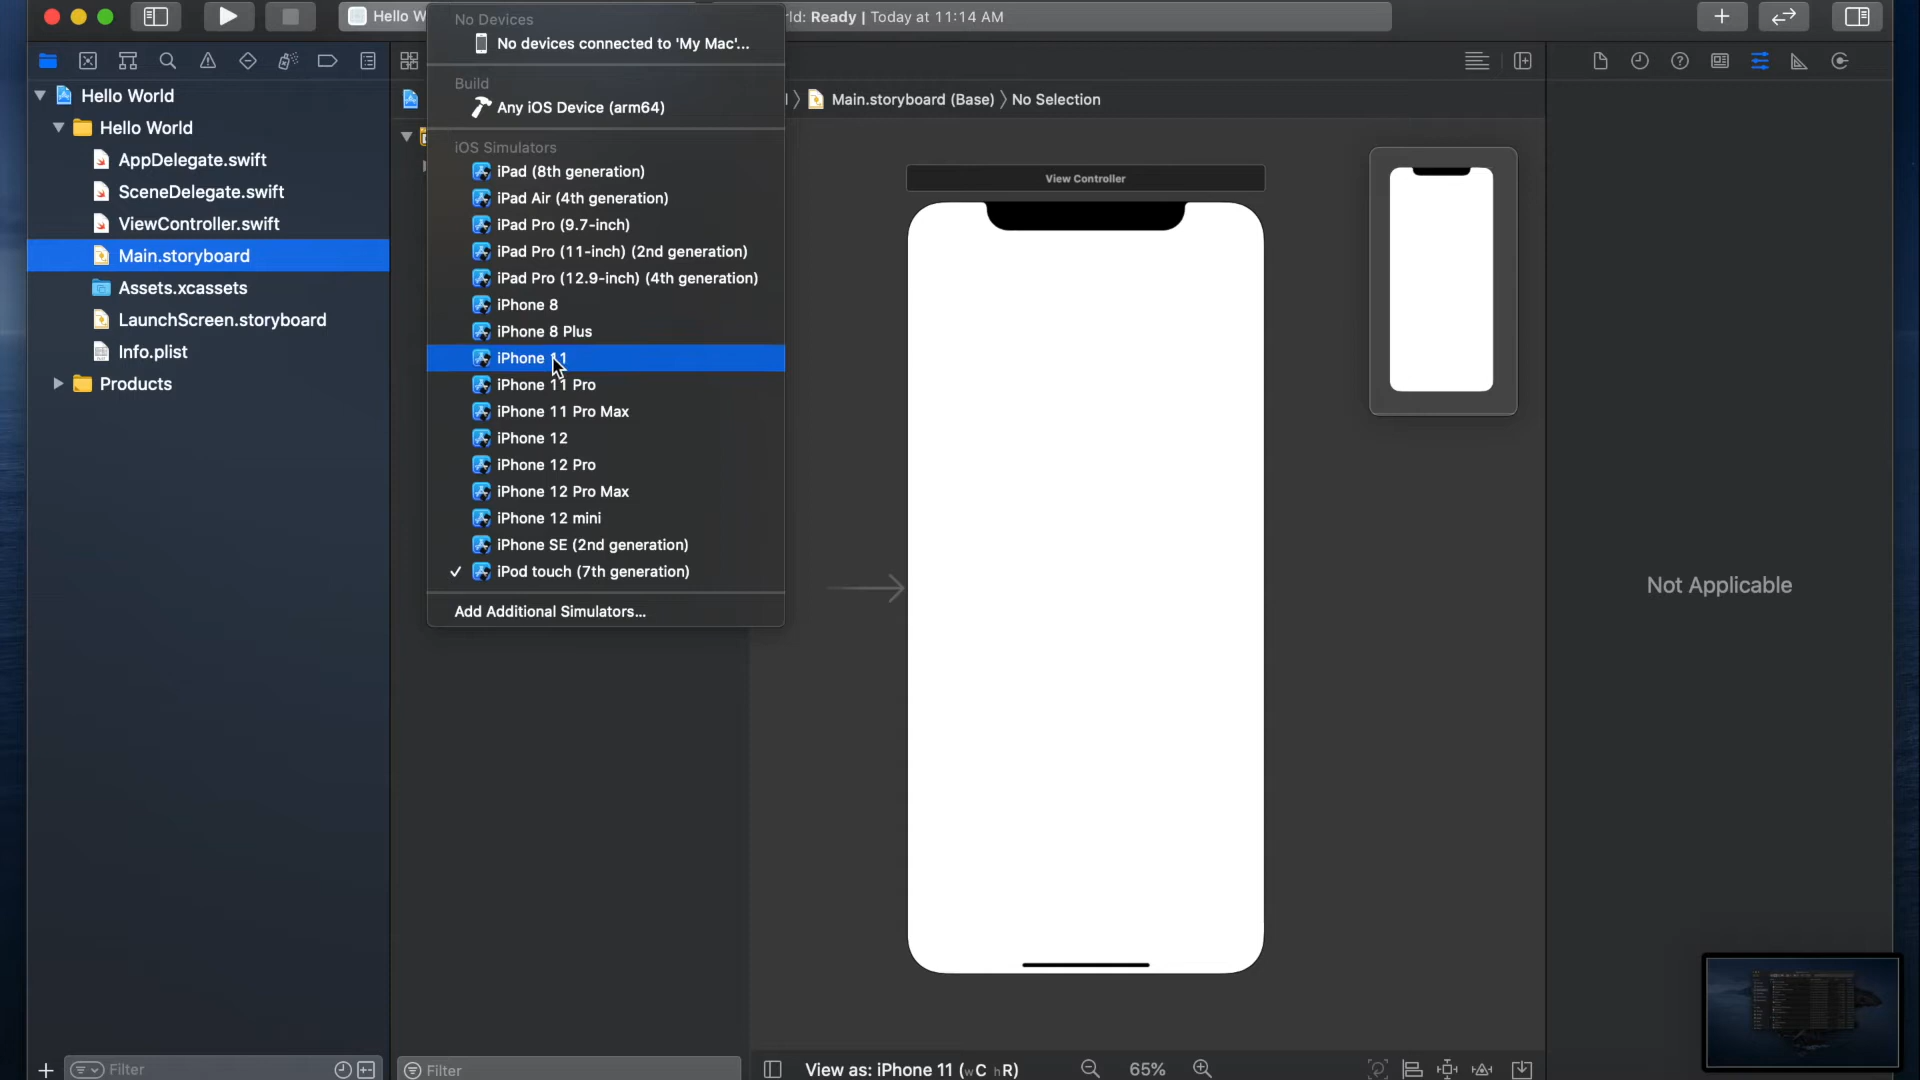 Hello W
ld: Ready | Today at 11:14 AM
No Devices
No devices connected to 'My Mac'...
Build
Any iOS Device (arm64)
iOS Simulators
iPad (8th generation)
iPad Air (4th generation)
iPad Pro (9.7-inch)
iPad Pro (11-inch) (2nd generation)
iPad Pro (12.9-inch) (4th generation)
iPhone 8
iPhone 8 Plus
iPhone 11
iPhone 11 Pro
iPhone 11 Pro Max
iPhone 12
iPhone 12 Pro
iPhone 12 Pro Max
iPhone 12 mini
iPhone SE (2nd generation)
iPod touch (7th generation)
Add Additional Simulators...
Hello World
Hello World
AppDelegate.swift
SceneDelegate.swift
ViewController.swift
Main.storyboard
Assets.xcassets
LaunchScreen.storyboard
Info.plist
Products
Main.storyboard (Base) 〉 No Selection
View Controller
Not Applicable
Filter
Filter
View as: iPhone 11 (wC hR)
65%